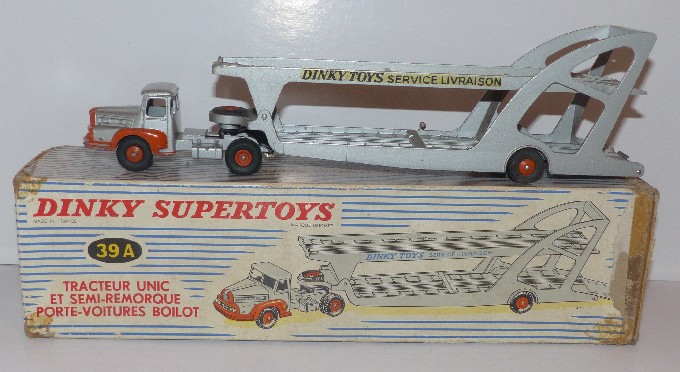 DINKY TOYS SERVICE LIVRAISON
DINKY SUPERTOYS
MADE IN FRANCE
39 A
DINKY TOYS SERVICE LIVRAISON
TRACTEUR UNIC
ET SEMI-REMORQUE
PORTE-VOITURES BOILOT